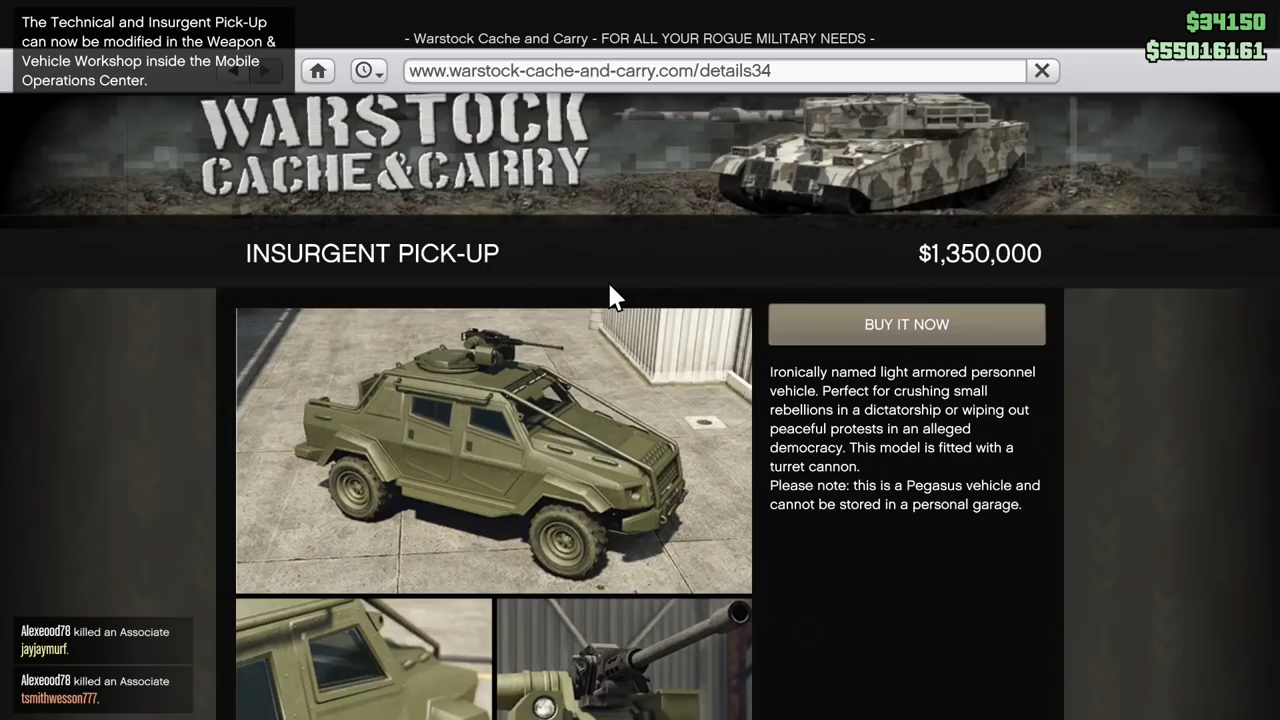 The Technical and Insurgent Pick-Up
can now be modified in the Weapon &
Vehicle Workshop inside the Mobile
Operations Center.
- Warstock Cache and Carry - FOR ALL YOUR ROGUE MILITARY NEEDS -
$34150
$55016161
www.warstock-cache-and-carry.com/details34
WARSTOCK
CACHE&CARRY
INSURGENT PICK-UP
$1,350,000
BUY IT NOW
Ironically named light armored personnel
vehicle. Perfect for crushing small
rebellions in a dictatorship or wiping out
peaceful protests in an alleged
democracy. This model is fitted with a
turret cannon.
Please note: this is a Pegasus vehicle and
cannot be stored in a personal garage.
Alexeood78 killed an Associate
jayjaymurf.
Alexeood78 killed an Associate
tsmithwesson777.